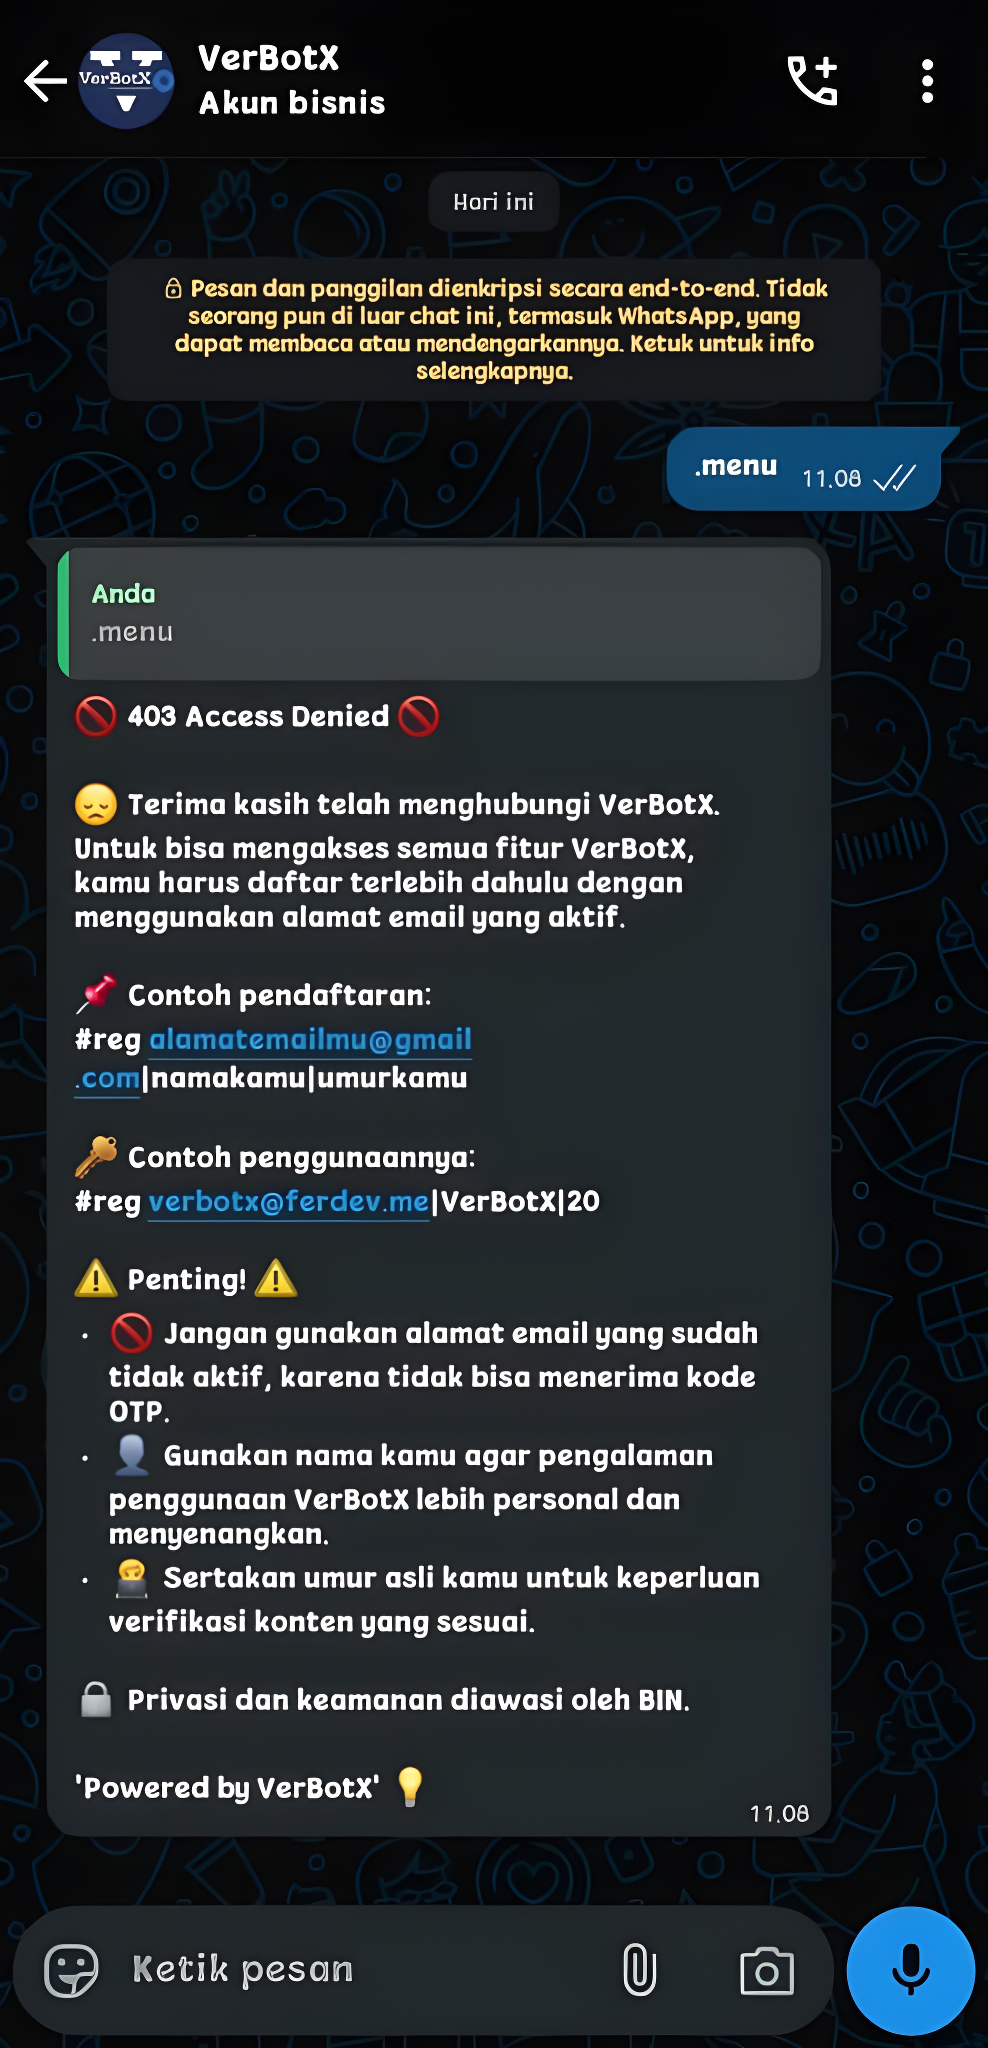 VerBotX
VerBotX
Akun bisnis
Hari ini
Pesan dan panggilan dienkripsi secara end-to-end. Tidak
seorang pun di luar chat ini, termasuk WhatsApp, yang
dapat membaca atau mendengarkannya. Ketuk untuk info
selengkapnya.
.menu 11.08
Anda
.menu
🚫 403 Access Denied 🚫
😞 Terima kasih telah menghubungi VerBotX.
Untuk bisa mengakses semua fitur VerBotX,
kamu harus daftar terlebih dahulu dengan
menggunakan alamat email yang aktif.
📌 Contoh pendaftaran:
#reg alamatemailmu@gmail
.com|namakamu|umurkamu
🔑 Contoh penggunaannya:
#reg verbotx@ferdev.me|VerBotX|20
⚠️ Penting! ⚠️
• 🚫 Jangan gunakan alamat email yang sudah
tidak aktif, karena tidak bisa menerima kode
OTP.
• 👤 Gunakan nama kamu agar pengalaman
penggunaan VerBotX lebih personal dan
menyenangkan.
• 🧑‍💻 Sertakan umur asli kamu untuk keperluan
verifikasi konten yang sesuai.
🔒 Privasi dan keamanan diawasi oleh BIN.
'Powered by VerBotX' 💡
11.08
Ketik pesan